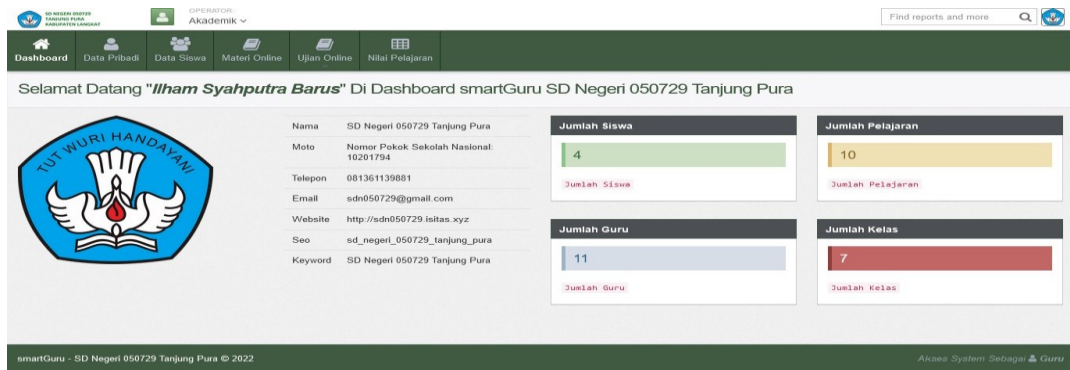 SD NEGERI 050729
TANJUNG PURA
KABUPATEN LANGKAT
OPERATOR:
Akademik
Find reports and more
Dashboard
Data Pribadi
Data Siswa
Materi Online
Ujian Online
Nilai Pelajaran
Selamat Datang "Ilham Syahputra Barus" Di Dashboard smartGuru SD Negeri 050729 Tanjung Pura
TUT WURI HANDAYANI
Nama SD Negeri 050729 Tanjung Pura
Moto Nomor Pokok Sekolah Nasional:
10201794
Telepon 081361139881
Email sdn050729@gmail.com
Website http://sdn050729.isitas.xyz
Seo sd_negeri_050729_tanjung_pura
Keyword SD Negeri 050729 Tanjung Pura
Jumlah Siswa
4
Jumlah Siswa
Jumlah Pelajaran
10
Jumlah Pelajaran
Jumlah Guru
11
Jumlah Guru
Jumlah Kelas
7
Jumlah Kelas
smartGuru - SD Negeri 050729 Tanjung Pura © 2022
Akses System Sebagai Guru